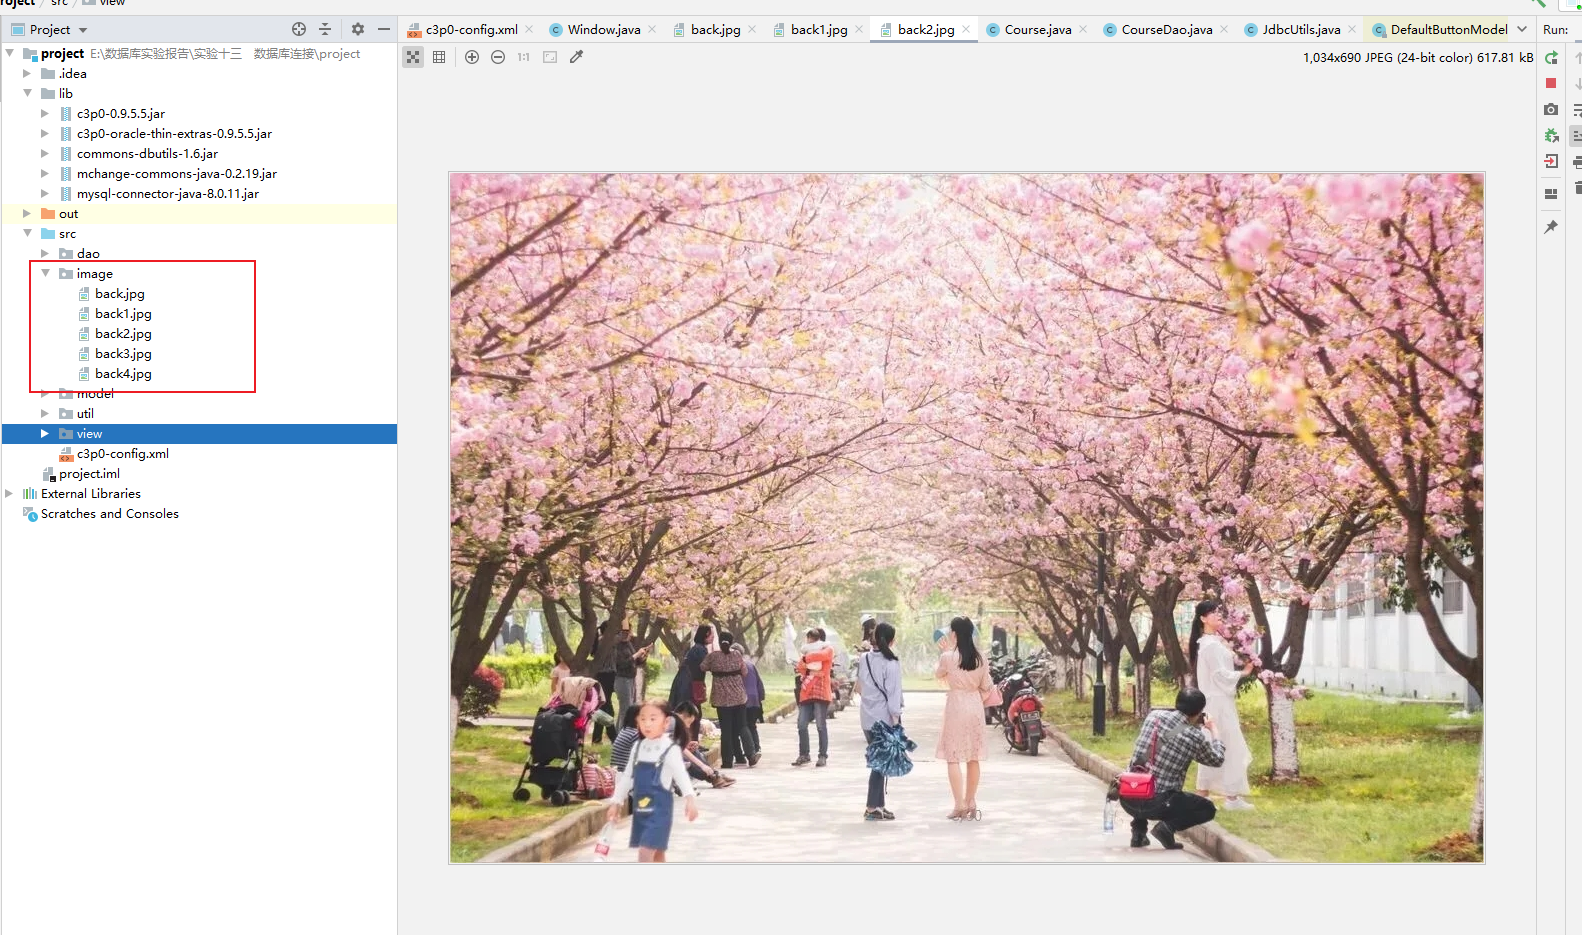 roject src view
Project
c3p0-config.xml Window.java back.jpg back1.jpg back2.jpg Course.java CourseDao.java JdbcUtils.java DefaultButtonModel Run:
1,034x690 JPEG (24-bit color) 617.81 kB
project E:\数据库实验报告\实验十三 数据库连接\project
.idea
lib
c3p0-0.9.5.5.jar
c3p0-oracle-thin-extras-0.9.5.5.jar
commons-dbutils-1.6.jar
mchange-commons-java-0.2.19.jar
mysql-connector-java-8.0.11.jar
out
src
dao
image
back.jpg
back1.jpg
back2.jpg
back3.jpg
back4.jpg
model
util
view
c3p0-config.xml
project.iml
External Libraries
Scratches and Consoles
1:1